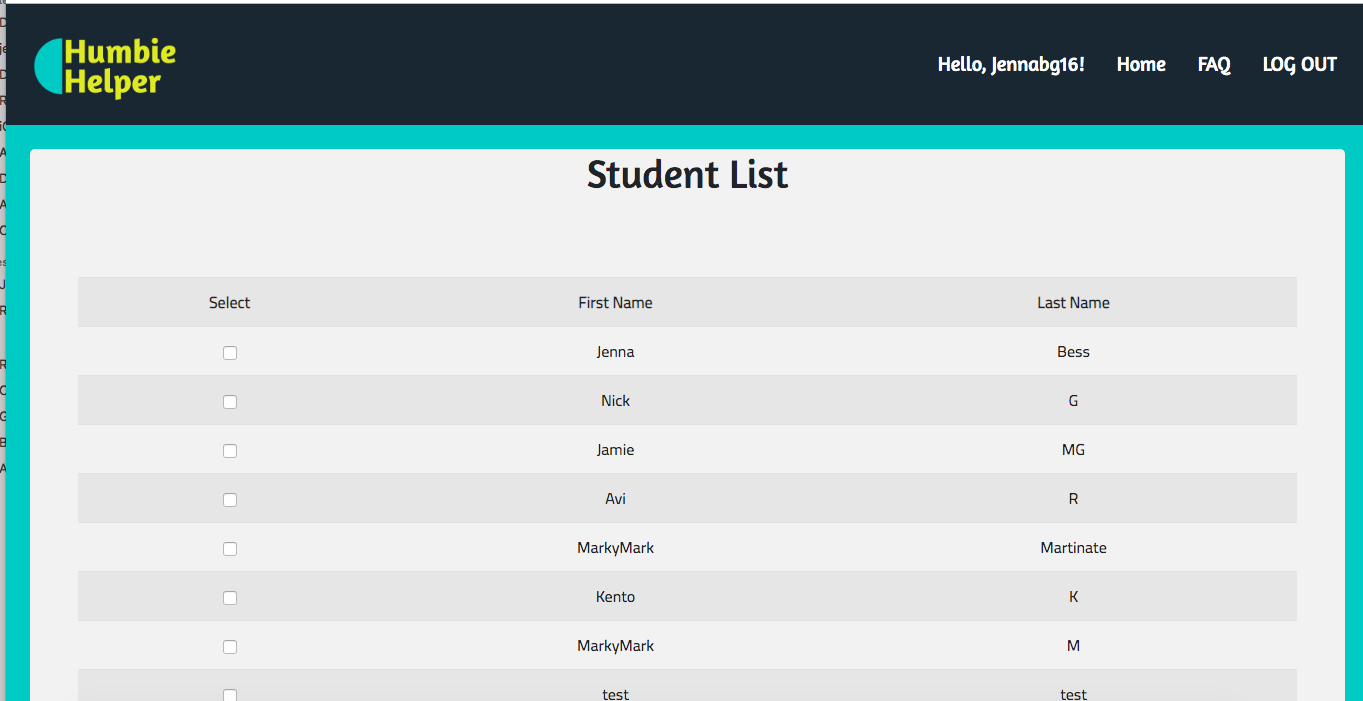 Humbie
Helper
Hello, Jennabg16! Home FAQ LOG OUT
Student List
Select First Name Last Name
Jenna Bess
Nick G
Jamie MG
Avi R
MarkyMark Martinate
Kento K
MarkyMark M
test test